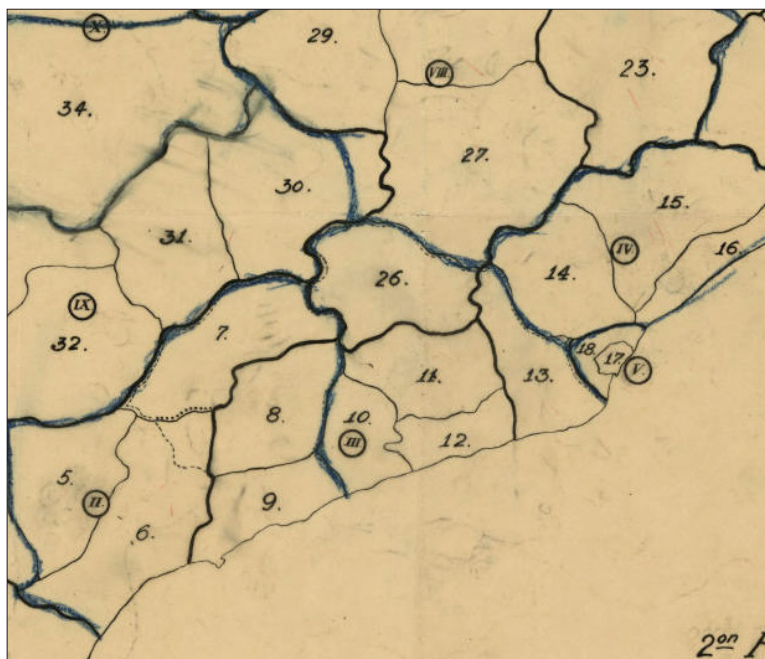 X.
29.
VIII.
23.
34.
27.
30.
15.
31.
IV.
16.
14.
26.
IX.
7.
32.
18.
17.
V.
11.
13.
8.
10.
III
12.
5.
II.
9.
6.
2on